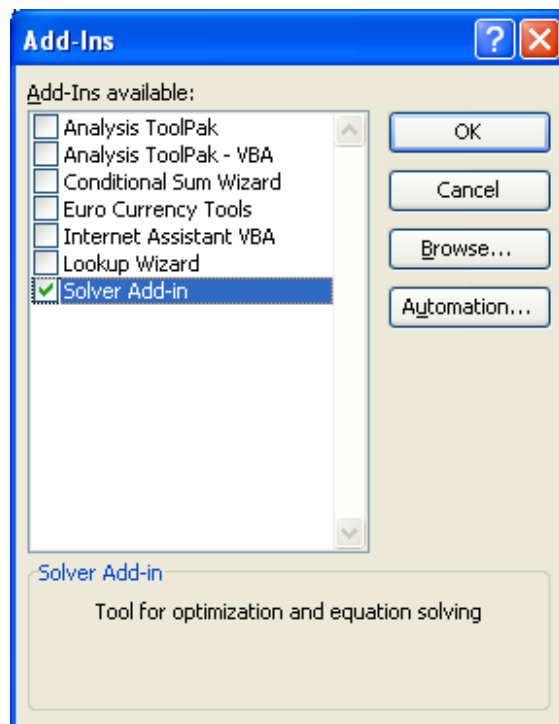 Add-Ins
?
Add-Ins available:
Analysis ToolPak
Analysis ToolPak - VBA
Conditional Sum Wizard
Euro Currency Tools
Internet Assistant VBA
Lookup Wizard
Solver Add-in
OK
Cancel
Browse...
Automation...
Solver Add-in
Tool for optimization and equation solving